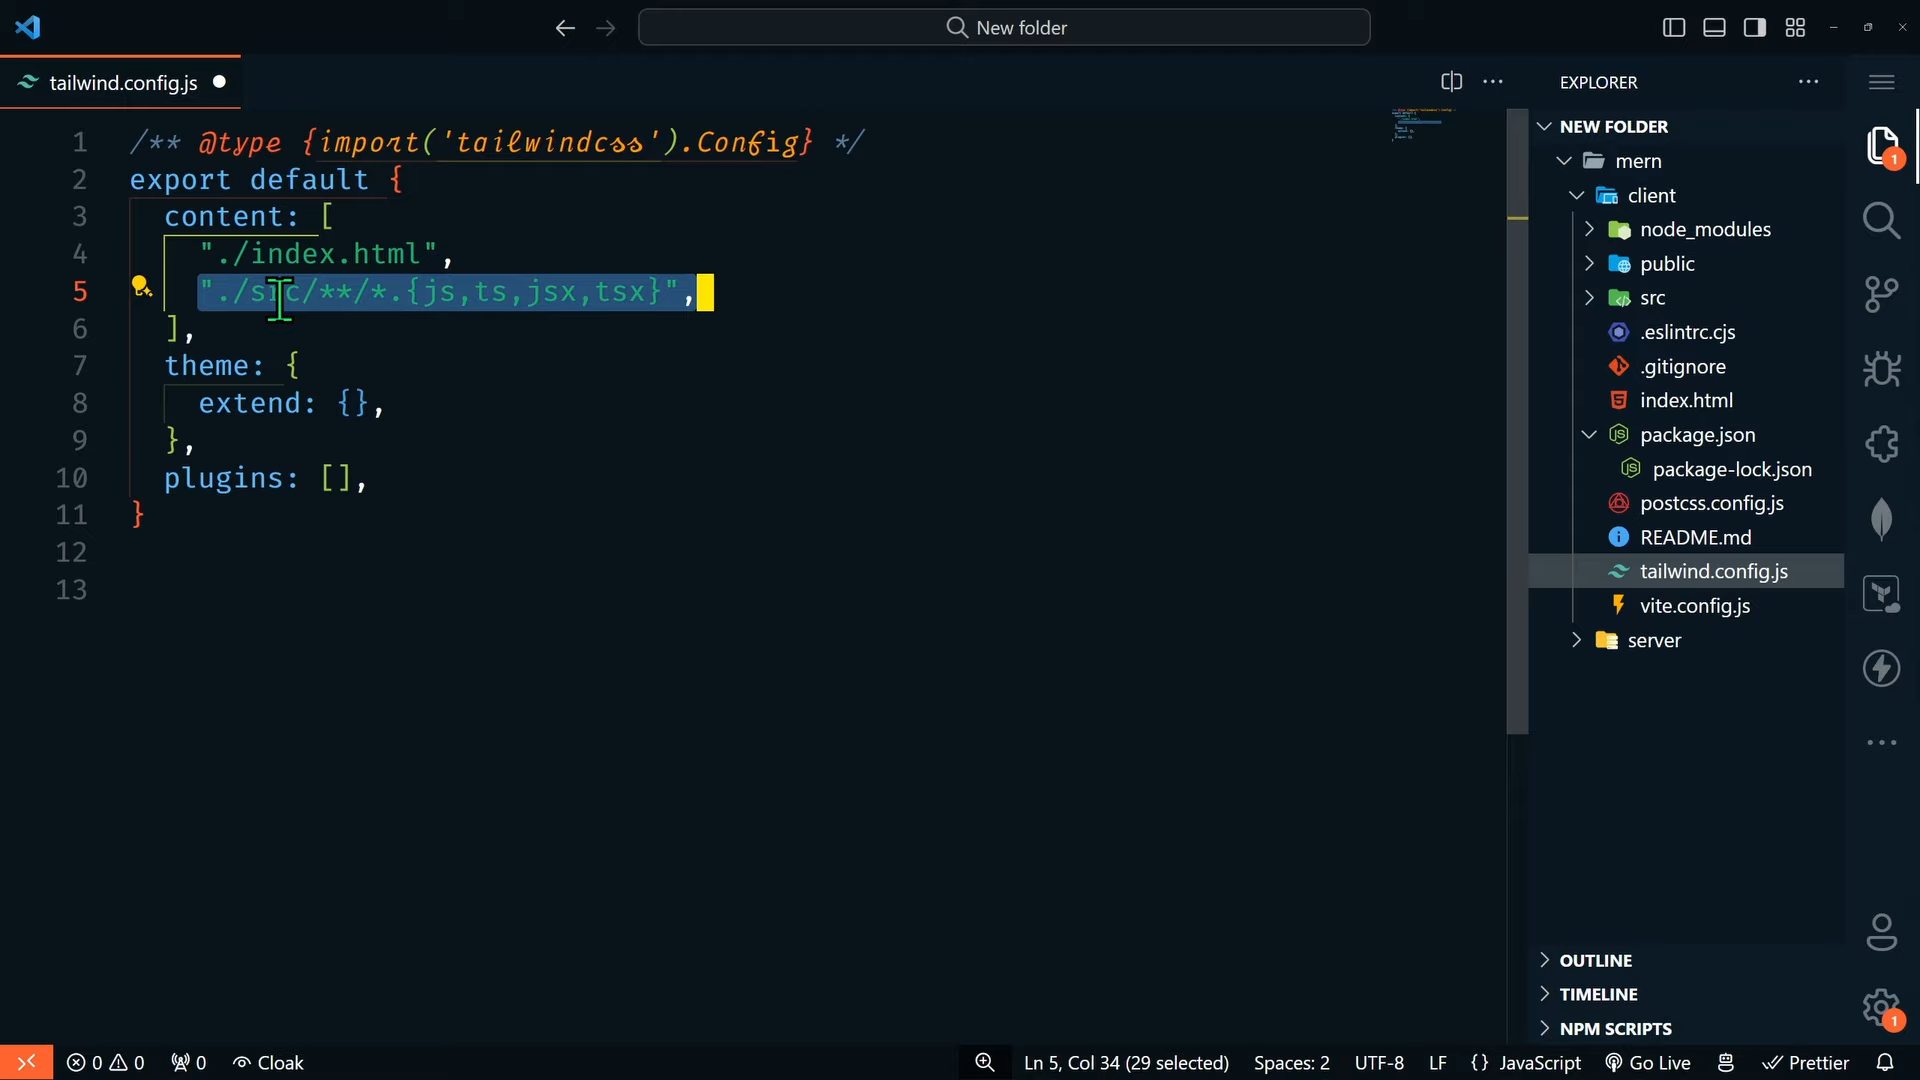 New folder
tailwind.config.js
EXPLORER
1 /** @type {import('tailwindcss').Config} */
2 export default {
3 content: [
4 "./index.html",
5 "./src/**/*.{js,ts,jsx,tsx}",
6 ],
7 theme: {
8 extend: {},
9 },
10 plugins: [],
11 }
12
13
NEW FOLDER
mern
client
node_modules
public
src
.eslintrc.cjs
.gitignore
index.html
package.json
package-lock.json
postcss.config.js
README.md
tailwind.config.js
vite.config.js
server
OUTLINE
TIMELINE
NPM SCRIPTS
1
1
0 0 0 Cloak Ln 5, Col 34 (29 selected) Spaces: 2 UTF-8 LF {} JavaScript Go Live Prettier